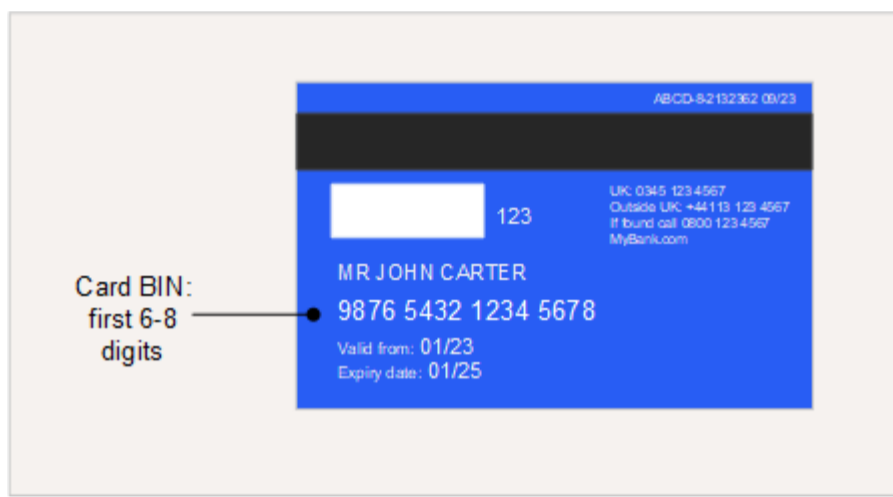 ABCD-8-2132362 09/23
123
UK: 0345 123 4567
Outside UK: +44113 123 4567
If found call 0800 123 4567
MyBank.com
MR JOHN CARTER
9876 5432 1234 5678
Valid from: 01/23
Expiry date: 01/25
Card BIN:
first 6-8
digits